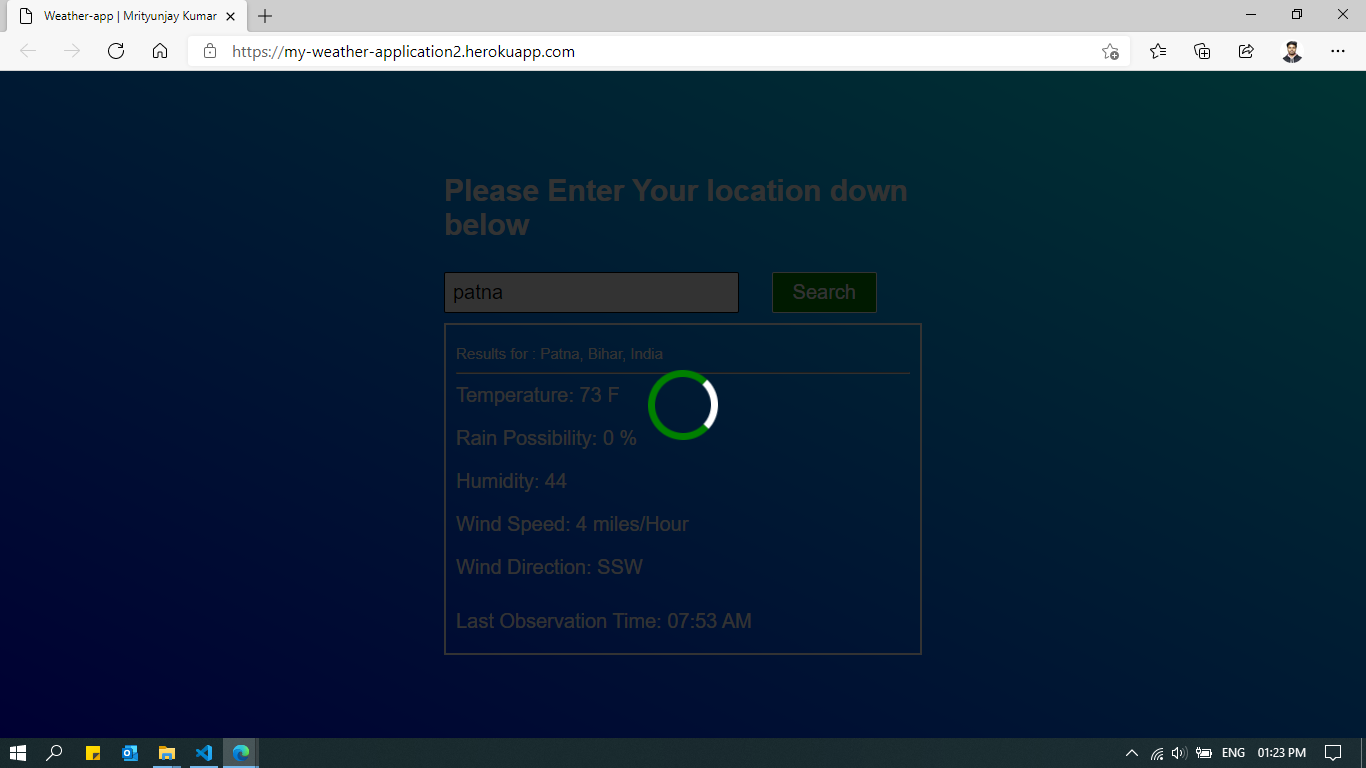 Weather-app | Mrityunjay Kumar
https://my-weather-application2.herokuapp.com
Please Enter Your location down
below
patna
Search
Results for : Patna, Bihar, India
Temperature: 73 F
Rain Possibility: 0 %
Humidity: 44
Wind Speed: 4 miles/Hour
Wind Direction: SSW
Last Observation Time: 07:53 AM
ENG
01:23 PM